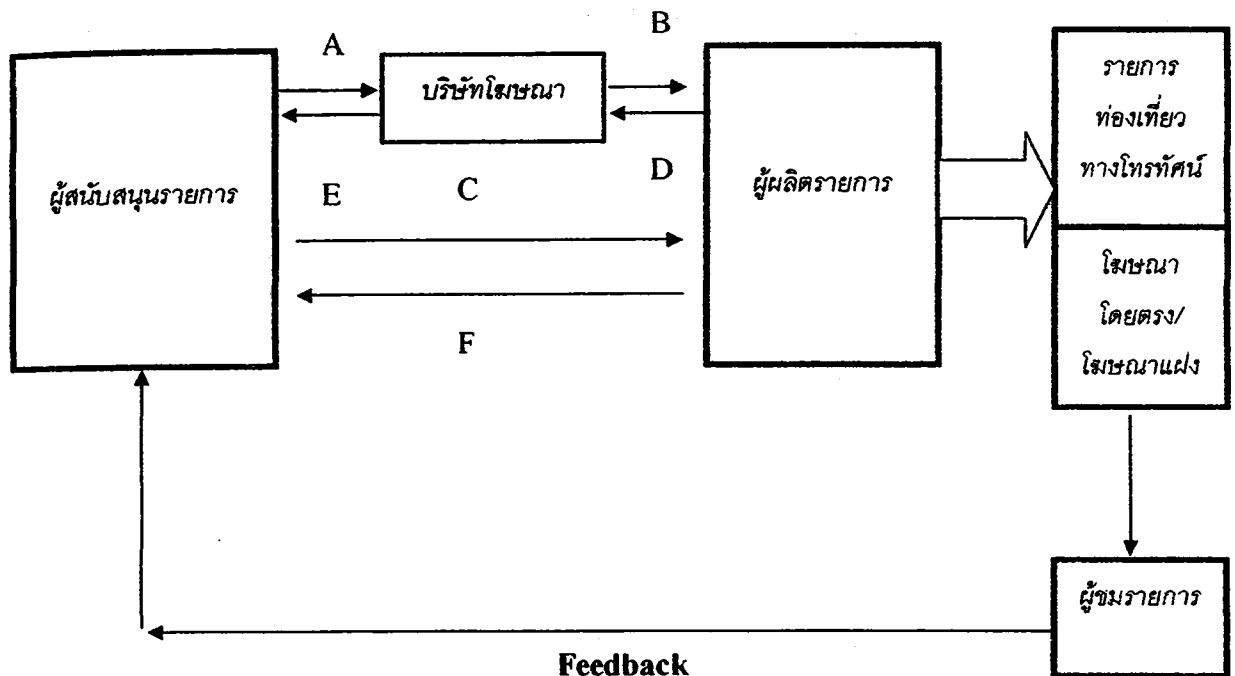 A
B
ผู้สนับสนุนรายการ
บริษัทโฆษณา
ผู้ผลิตรายการ
รายการ
ท่องเที่ยว
ทางโทรทัศน์
E
C
D
โฆษณา
โดยตรง/
โฆษณาแฝง
F
ผู้ชมรายการ
Feedback